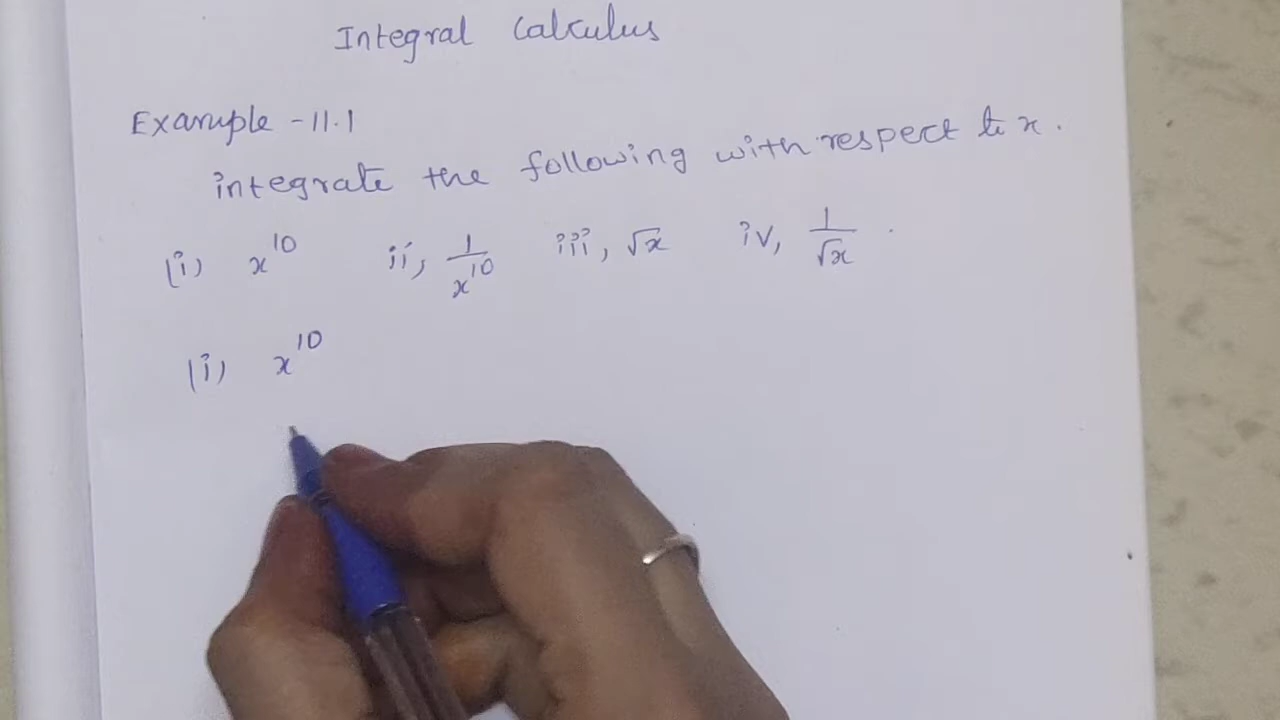 Integral Calculus
Example - 11.1
integrate the following with respect to x.
(i) x^10 ii, 1/x^10 iii, √x iv, 1/√x .
(i) x^10